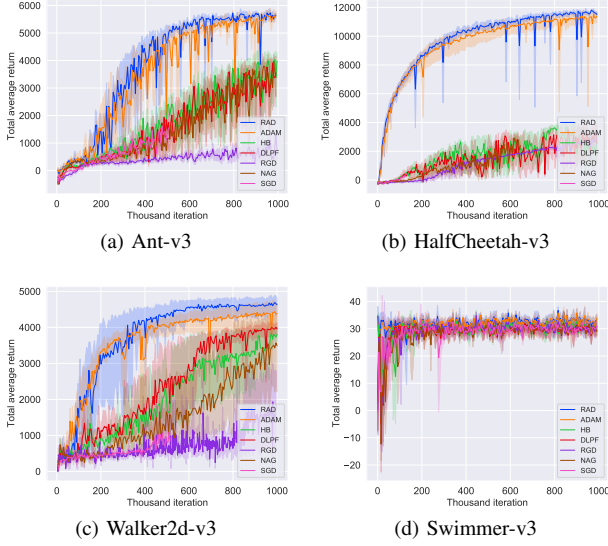 6000
5000
4000
3000
2000
1000
0
Total average return
RAD
ADAM
HB
DLPF
RGD
NAG
SGD
0 200 400 600 800 1000
Thousand iteration
(a) Ant-v3
12000
10000
8000
6000
4000
2000
0
Total average return
RAD
ADAM
HB
DLPF
RGD
NAG
SGD
0 200 400 600 800 1000
Thousand iteration
(b) HalfCheetah-v3
5000
4000
3000
2000
1000
0
Total average return
RAD
ADAM
HB
DLPF
RGD
NAG
SGD
0 200 400 600 800 1000
Thousand iteration
(c) Walker2d-v3
40
30
20
10
0
−10
−20
Total average return
RAD
ADAM
HB
DLPF
RGD
NAG
SGD
0 200 400 600 800 1000
Thousand iteration
(d) Swimmer-v3